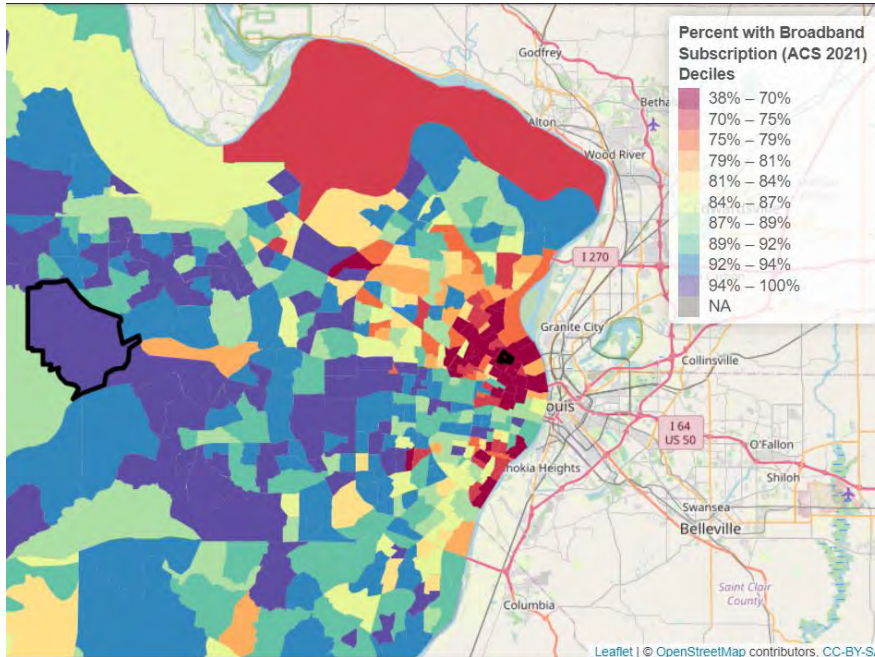 Percent with Broadband
Subscription (ACS 2021)
Deciles
38% – 70%
70% – 75%
75% – 79%
79% – 81%
81% – 84%
84% – 87%
87% – 89%
89% – 92%
92% – 94%
94% – 100%
NA
Godfrey
Alton
Wood River
I 270
Granite City
Collinsville
ouis
I 64
US 50
O'Fallon
nokia Heights
Shiloh
Swansea
Belleville
Saint Clair
County
Columbia
Leaflet | © OpenStreetMap contributors, CC-BY-SA